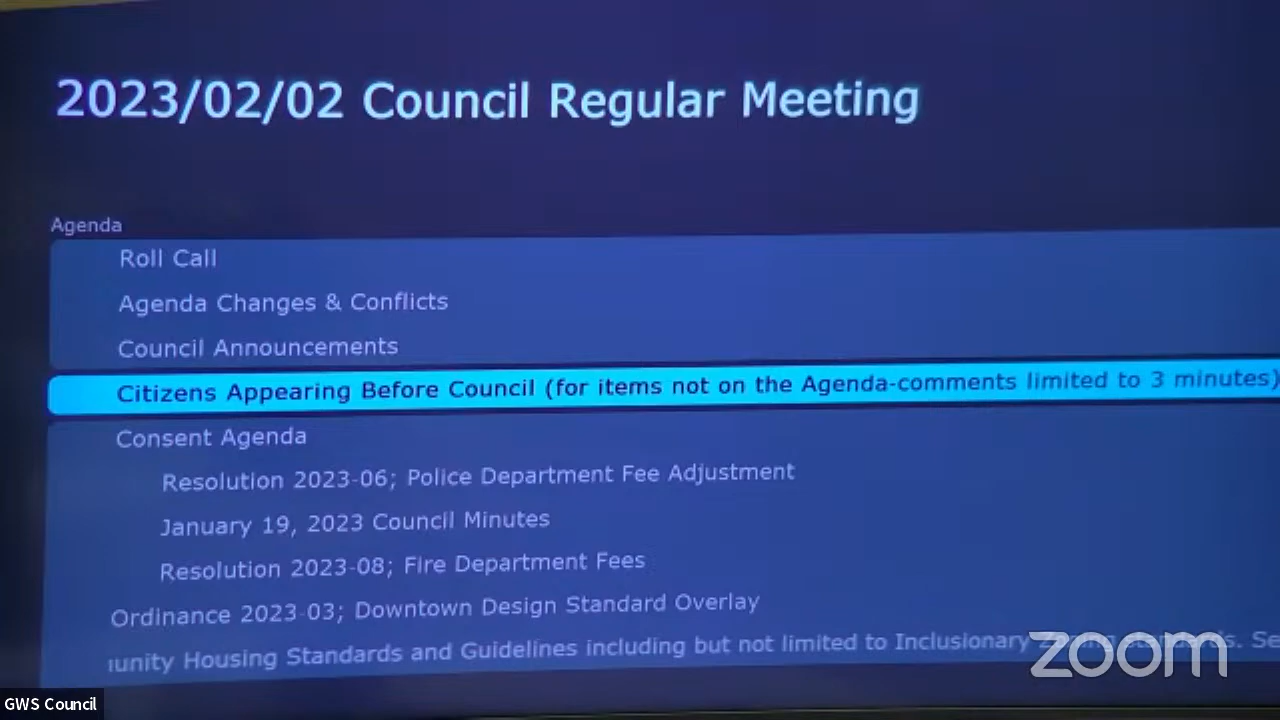 2023/02/02 Council Regular Meeting
Agenda
Roll Call
Agenda Changes & Conflicts
Council Announcements
Citizens Appearing Before Council (for items not on the Agenda-comments limited to 3 minutes)
Consent Agenda
Resolution 2023-06; Police Department Fee Adjustment
January 19, 2023 Council Minutes
Resolution 2023-08; Fire Department Fees
Ordinance 2023-03; Downtown Design Standard Overlay
Housing Standards and Guidelines including but not limited to Inclusionary Zoning standards. Se
zoom
GWS Council